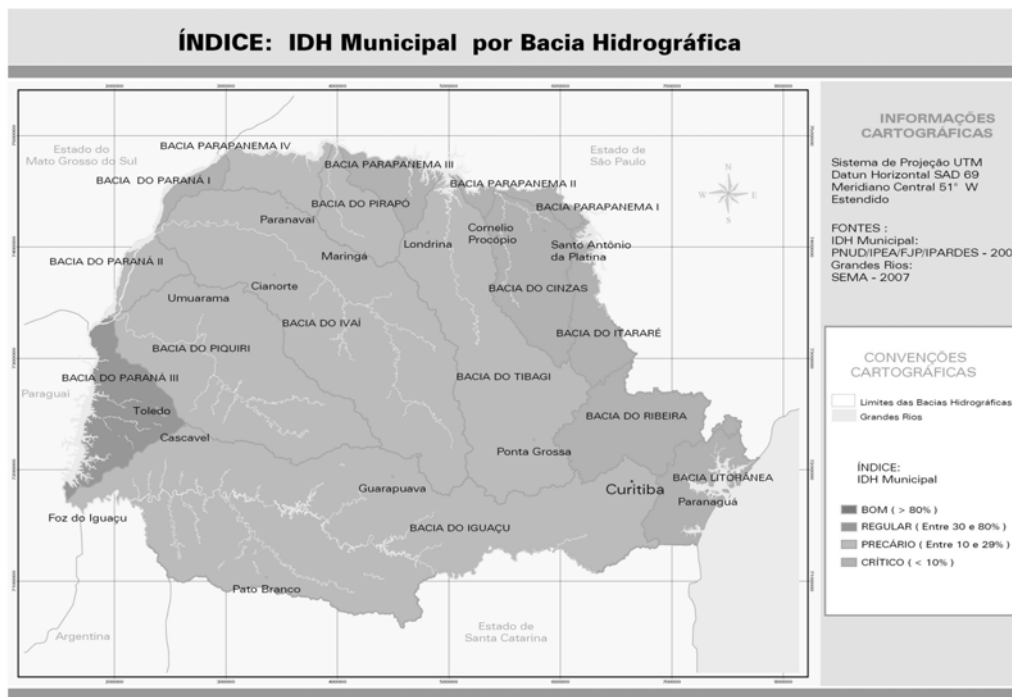 ÍNDICE: IDH Municipal por Bacia Hidrográfica
Estado do
Mato Grosso do Sul
BACIA PARAPANEMA IV
BACIA PARAPANEMA III
Estado de
São Paulo
BACIA DO PARANÁ I
BACIA PARAPANEMA II
BACIA DO PIRAPÓ
BACIA PARAPANEMA I
Paranavaí
Cornelio
Procópio
Londrina
Santo Antônio
da Platina
Maringá
BACIA DO PARANÁ II
Cianorte
BACIA DO CINZAS
Umuarama
BACIA DO IVAÍ
BACIA DO ITARARÉ
BACIA DO PIQUIRI
BACIA DO PARANÁ III
BACIA DO TIBAGI
Paraguai
Toledo
BACIA DO RIBEIRA
Cascavel
Ponta Grossa
BACIA LITORÂNEA
Guarapuava
Curitiba
Paranaguá
Foz do Iguaçu
BACIA DO IGUAÇU
Pato Branco
Argentina
Estado de
Santa Catarina
N
W E
S
INFORMAÇÕES
CARTOGRÁFICAS
Sistema de Projeção UTM
Datun Horizontal SAD 69
Meridiano Central 51° W
Estendido
FONTES :
IDH Municipal:
PNUD/IPEA/FJP/IPARDES - 200
Grandes Rios:
SEMA - 2007
CONVENÇÕES
CARTOGRÁFICAS
Limites das Bacias Hidrográficas
Grandes Rios
ÍNDICE:
IDH Municipal
BOM ( > 80% )
REGULAR ( Entre 30 e 80% )
PRECÁRIO ( Entre 10 e 29% )
CRÍTICO ( < 10% )